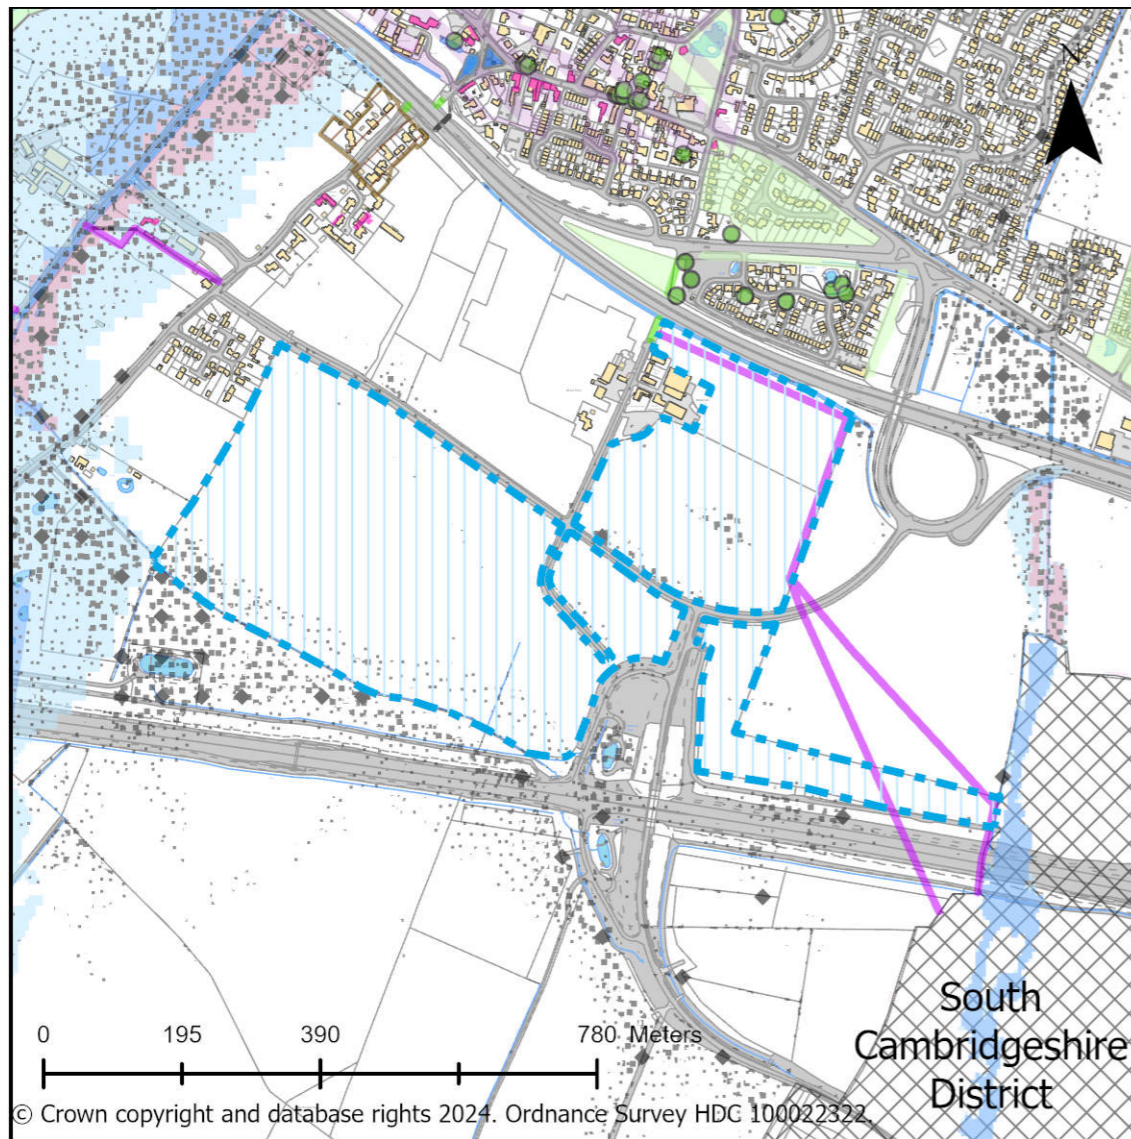 N
0
195
390
780 Meters
South
Cambridgeshire
District
© Crown copyright and database rights 2024. Ordnance Survey HDC 100022322.